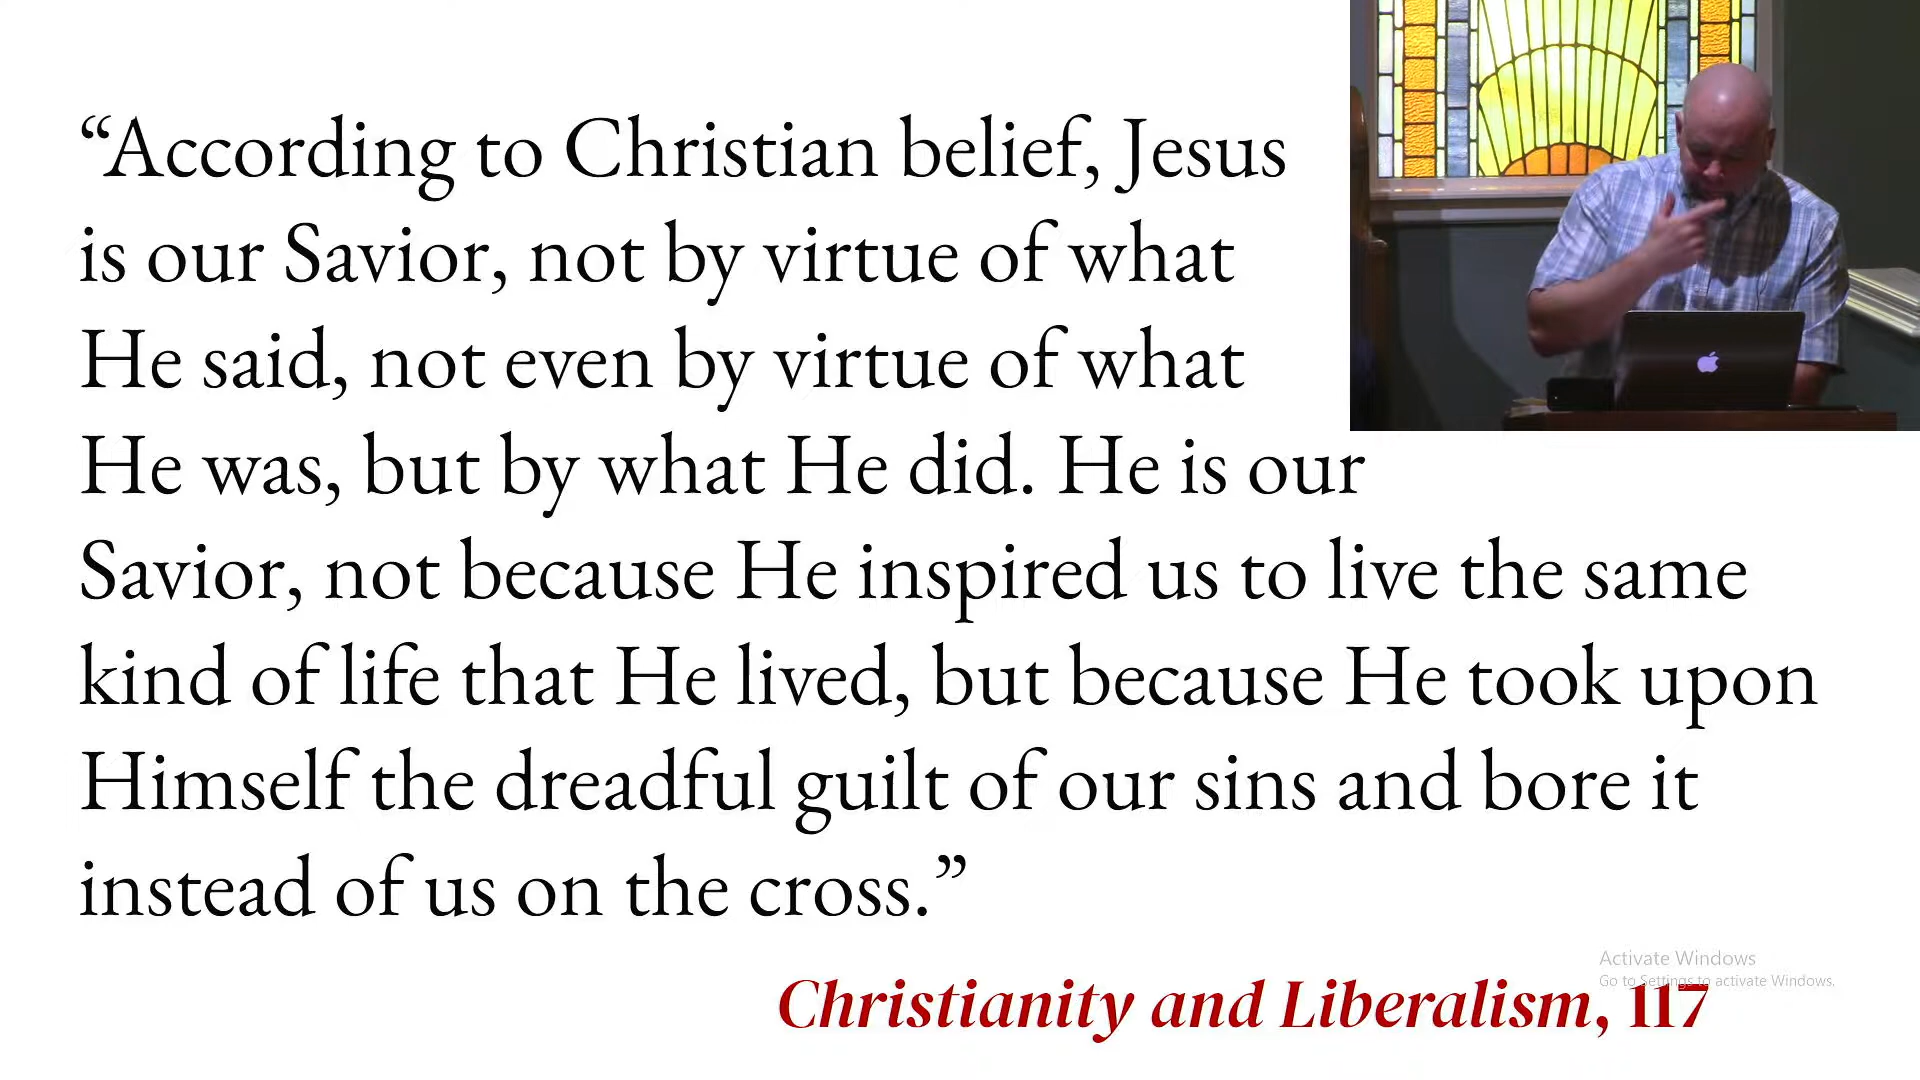 “According to Christian belief, Jesus
is our Savior, not by virtue of what
He said, not even by virtue of what
He was, but by what He did. He is our
Savior, not because He inspired us to live the same
kind of life that He lived, but because He took upon
Himself the dreadful guilt of our sins and bore it
instead of us on the cross.”
Activate Windows
Go to Settings to activate Windows.
Christianity and Liberalism, 117